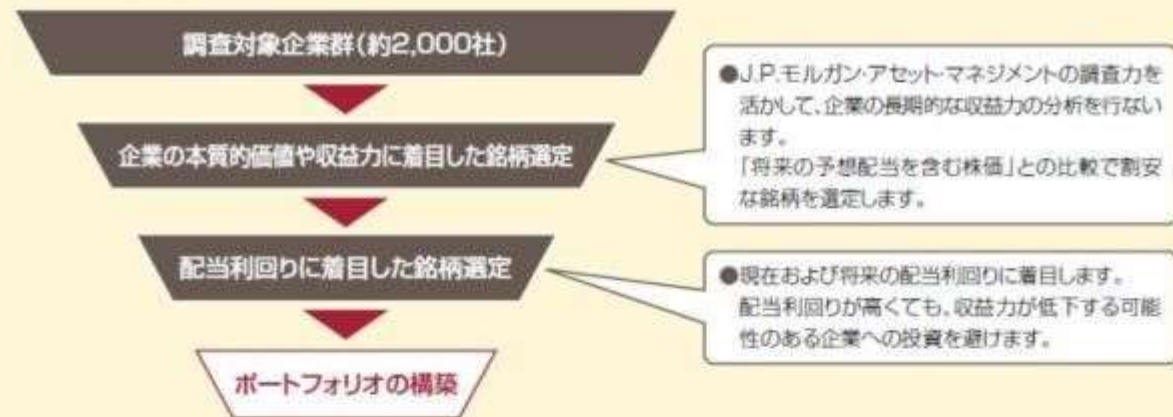 調査対象企業群(約2,000社)
●J.P.モルガン・アセット・マネジメントの調査力を
活かして、企業の長期的な収益力の分析を行ない
ます。
「将来の予想配当を含む株価」との比較で割安
な銘柄を選定します。
企業の本質的価値や収益力に着目した銘柄選定
配当利回りに着目した銘柄選定
●現在および将来の配当利回りに着目します。
配当利回りが高くても、収益力が低下する可能
性のある企業への投資を避けます。
ポートフォリオの構築